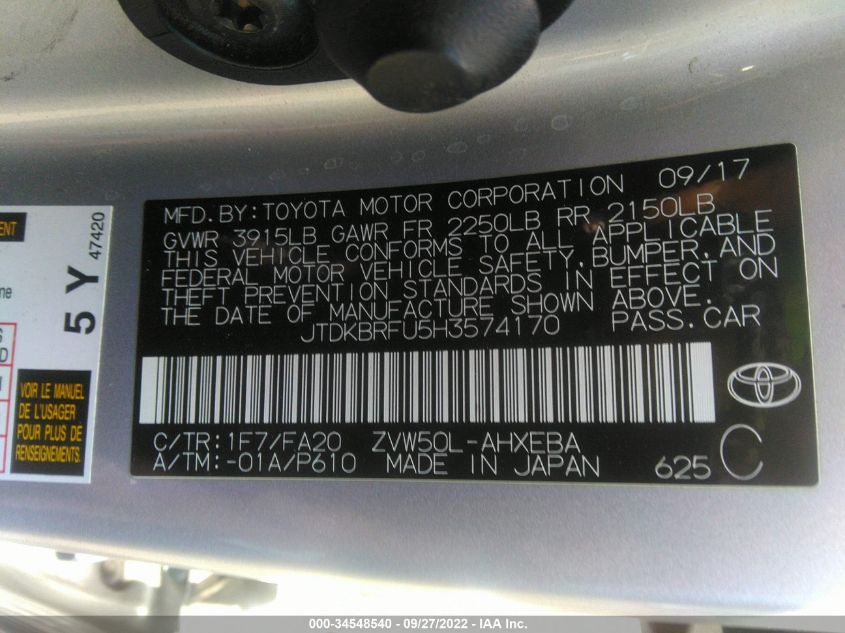 MFD. BY: TOYOTA MOTOR CORPORATION 09/17
GVWR 3915LB GAWR FR 2250LB RR 2150LB
THIS VEHICLE CONFORMS TO ALL APPLICABLE
FEDERAL MOTOR VEHICLE SAFETY, BUMPER, AND
THEFT PREVENTION STANDARDS IN EFFECT ON
THE DATE OF MANUFACTURE SHOWN ABOVE.
JTDKBRFU5H3574170 PASS. CAR
C/TR: 1F7/FA20 ZVW50L-AHXEBA
A/TM: -01A/P610 MADE IN JAPAN 625 C
5 Y
47420
VOIR LE MANUEL
DE L'USAGER
POUR PLUS DE
RENSEIGNEMENTS.
000-34548540 - 09/27/2022 - IAA Inc.